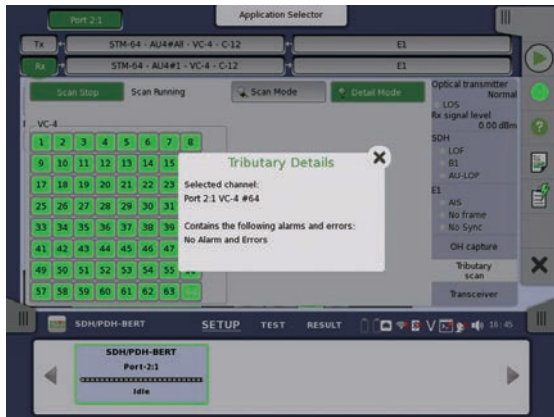 Port 2:1
Application Selector
Tx
STM-64 - AU4#All - VC-4 - C-12
E1
Rx
STM-64 - AU4#1 - VC-4 - C-12
E1
Scan Stop
Scan Running
Scan Mode
Detail Mode
Optical transmitter
Normal
LOS
Rx signal level
0.00 dBm
SDH
LOF
B1
AU-LOP
E1
AIS
No frame
No Sync
OH capture
Tributary
scan
Transceiver
VC-4
1 2 3 4 5 6 7 8
9 10 11 12 13 14 15
17 18 19 20 21 22 23
25 26 27 28 29 30 31
33 34 35 36 37 38 39
41 42 43 44 45 46 47
49 50 51 52 53 54 55
57 58 59 60 61 62 63
Tributary Details
Selected channel:
Port 2:1 VC-4 #64
Contains the following alarms and errors:
No Alarm and Errors
SDH/PDH-BERT
SETUP
TEST
RESULT
16:45
SDH/PDH-BERT
Port-2:1
Idle